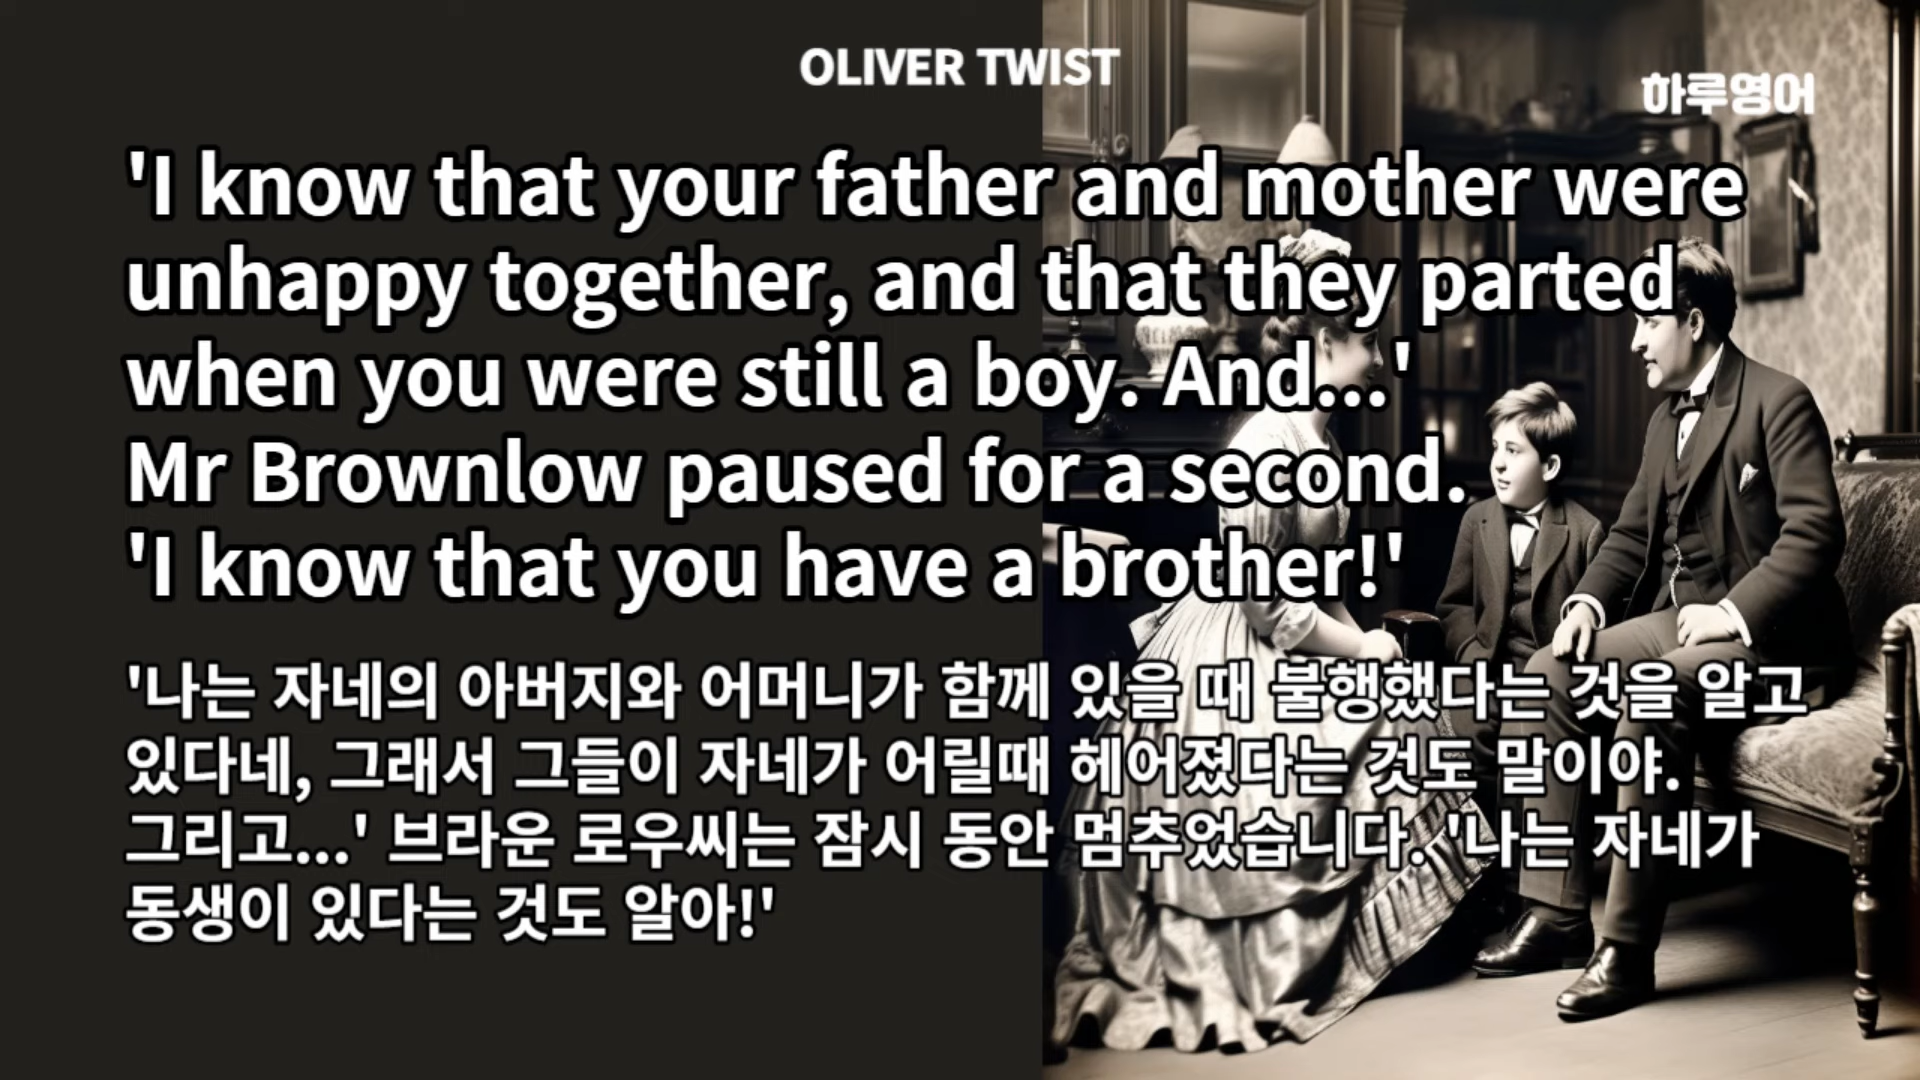 OLIVER TWIST
하루영어
'I know that your father and mother were
unhappy together, and that they parted
when you were still a boy. And...'
Mr Brownlow paused for a second.
'I know that you have a brother!'
'나는 자네의 아버지와 어머니가 함께 있을 때 불행했다는 것을 알고
있다네, 그래서 그들이 자네가 어릴때 헤어졌다는 것도 말이야.
그리고...' 브라운 로우씨는 잠시 동안 멈추었습니다. '나는 자네가
동생이 있다는 것도 알아!'